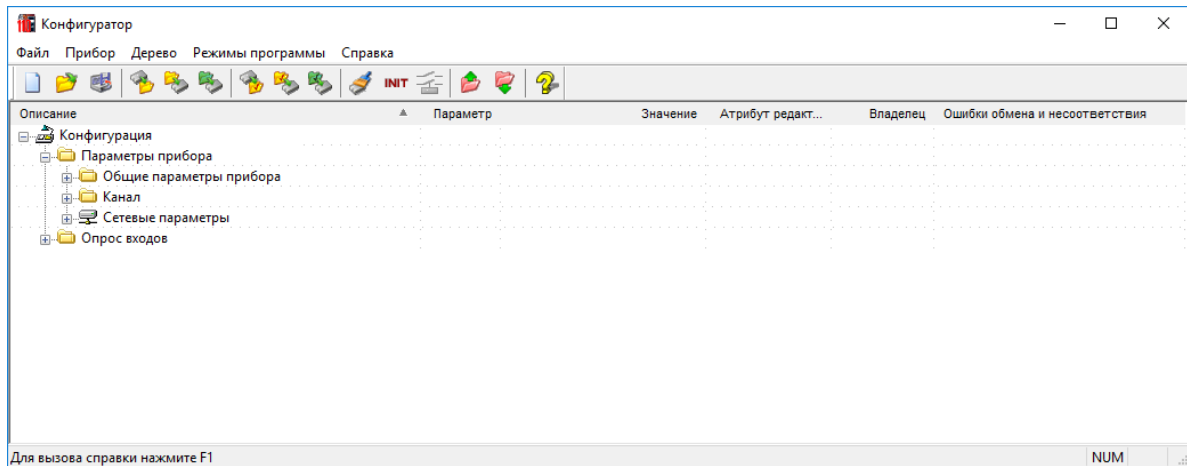 Конфигуратор
Файл Прибор Дерево Режимы программы Справка
INIT
Описание Параметр Значение Атрибут редакт... Владелец Ошибки обмена и несоответствия
Конфигурация
Параметры прибора
Общие параметры прибора
Канал
Сетевые параметры
Опрос входов
Для вызова справки нажмите F1 NUM